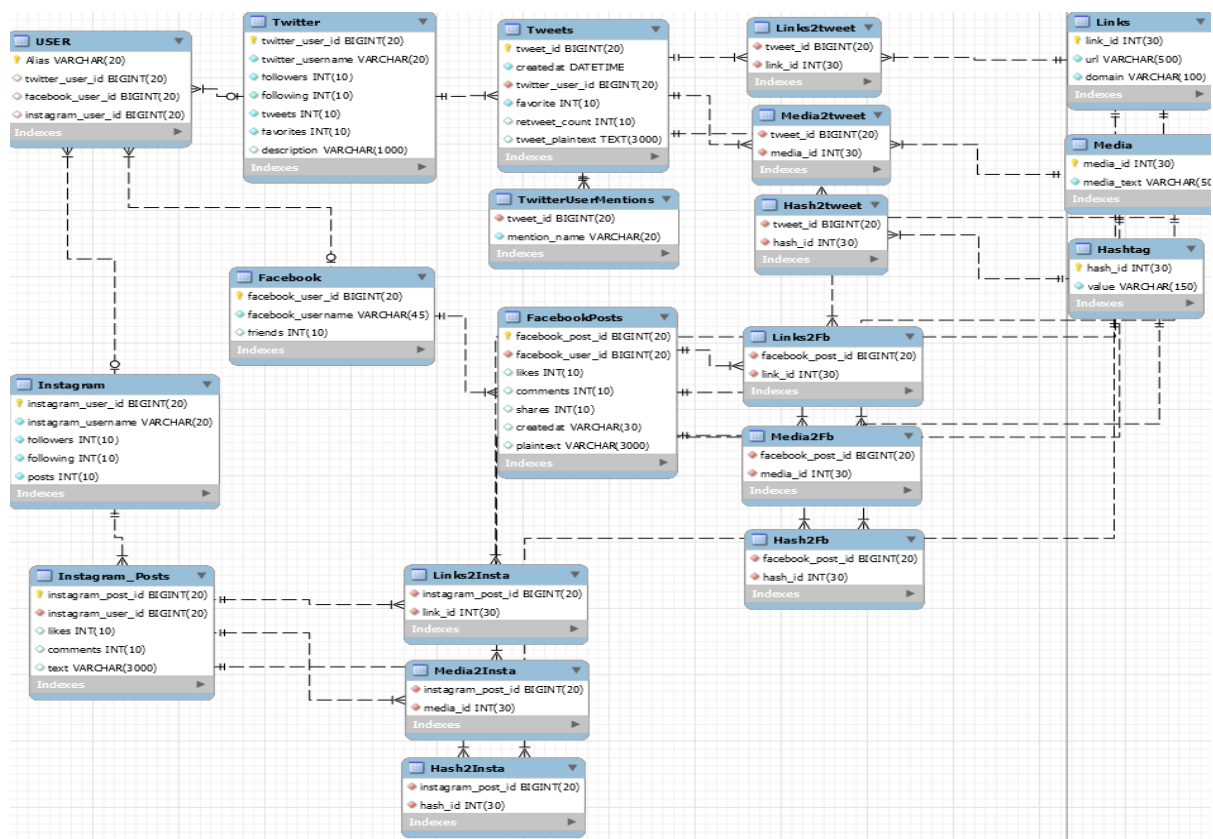 USER
Alias VARCHAR(20)
twitter_user_id BIGINT(20)
facebook_user_id BIGINT(20)
instagram_user_id BIGINT(20)
Indexes
Twitter
twitter_user_id BIGINT(20)
twitter_username VARCHAR(20)
followers INT(10)
following INT(10)
tweets INT(10)
favorites INT(10)
description VARCHAR(1000)
Indexes
Tweets
tweet_id BIGINT(20)
createdat DATETIME
twitter_user_id BIGINT(20)
favorite INT(10)
retweet_count INT(10)
tweet_plaintext TEXT(3000)
Indexes
Links2tweet
tweet_id BIGINT(20)
link_id INT(30)
Indexes
Links
link_id INT(30)
url VARCHAR(500)
domain VARCHAR(100)
Indexes
Media2tweet
tweet_id BIGINT(20)
media_id INT(30)
Indexes
Media
media_id INT(30)
media_text VARCHAR(50
Indexes
TwitterUserMentions
tweet_id BIGINT(20)
mention_name VARCHAR(20)
Indexes
Hash2tweet
tweet_id BIGINT(20)
hash_id INT(30)
Indexes
Hashtag
hash_id INT(30)
value VARCHAR(150)
Indexes
Facebook
facebook_user_id BIGINT(20)
facebook_username VARCHAR(45)
friends INT(10)
Indexes
FacebookPosts
facebook_post_id BIGINT(20)
facebook_user_id BIGINT(20)
likes INT(10)
comments INT(10)
shares INT(10)
createdat VARCHAR(30)
plaintext VARCHAR(3000)
Indexes
Links2Fb
facebook_post_id BIGINT(20)
link_id INT(30)
Indexes
Instagram
instagram_user_id BIGINT(20)
instagram_username VARCHAR(20)
followers INT(10)
following INT(10)
posts INT(10)
Indexes
Media2Fb
facebook_post_id BIGINT(20)
media_id INT(30)
Indexes
Hash2Fb
facebook_post_id BIGINT(20)
hash_id INT(30)
Indexes
Instagram_Posts
instagram_post_id BIGINT(20)
instagram_user_id BIGINT(20)
likes INT(10)
comments INT(10)
text VARCHAR(3000)
Indexes
Links2Insta
instagram_post_id BIGINT(20)
link_id INT(30)
Indexes
Media2Insta
instagram_post_id BIGINT(20)
media_id INT(30)
Indexes
Hash2Insta
instagram_post_id BIGINT(20)
hash_id INT(30)
Indexes